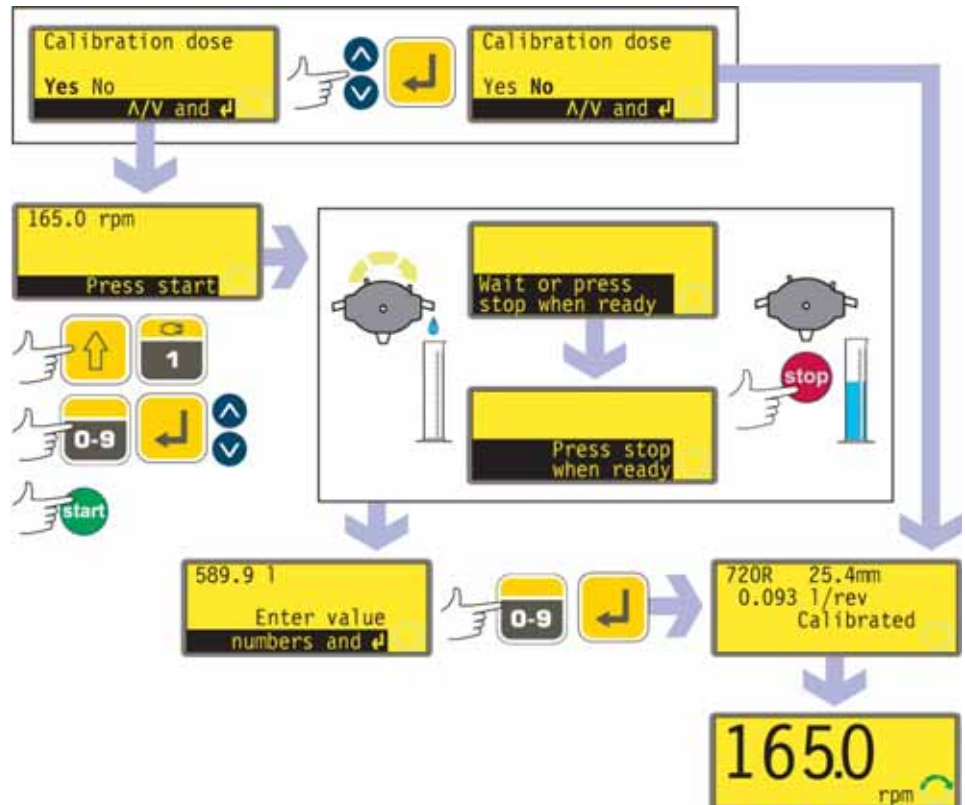 Calibration dose
Yes No
Λ/V and ↲
Calibration dose
Yes No
Λ/V and ↲
165.0 rpm
Press start
1
0-9
start
Wait or press
stop when ready
Press stop
when ready
stop
589.9 l
Enter value
numbers and ↲
0-9
720R 25.4mm
0.093 l/rev
Calibrated
165.0
rpm